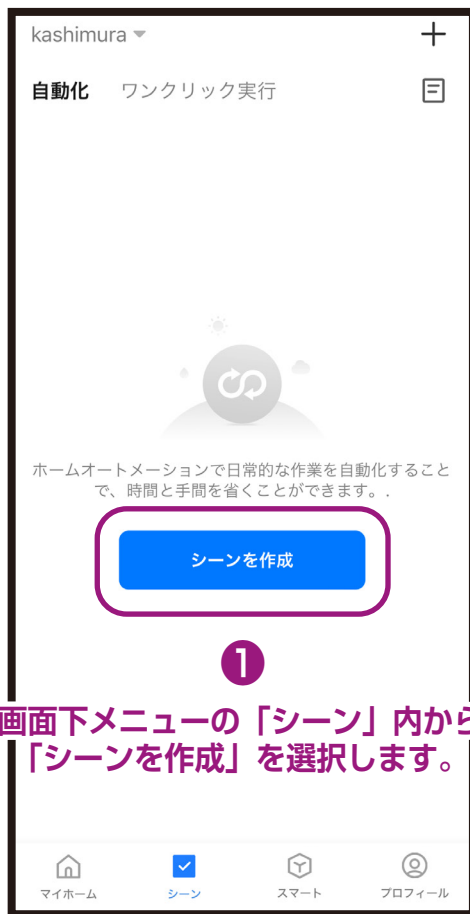 kashimura
自動化 ワンクリック実行
ホームオートメーションで日常的な作業を自動化すること
で、時間と手間を省くことができます。.
シーンを作成
❶
画面下メニューの「シーン」内から
「シーンを作成」を選択します。
マイホーム シーン スマート プロフィール